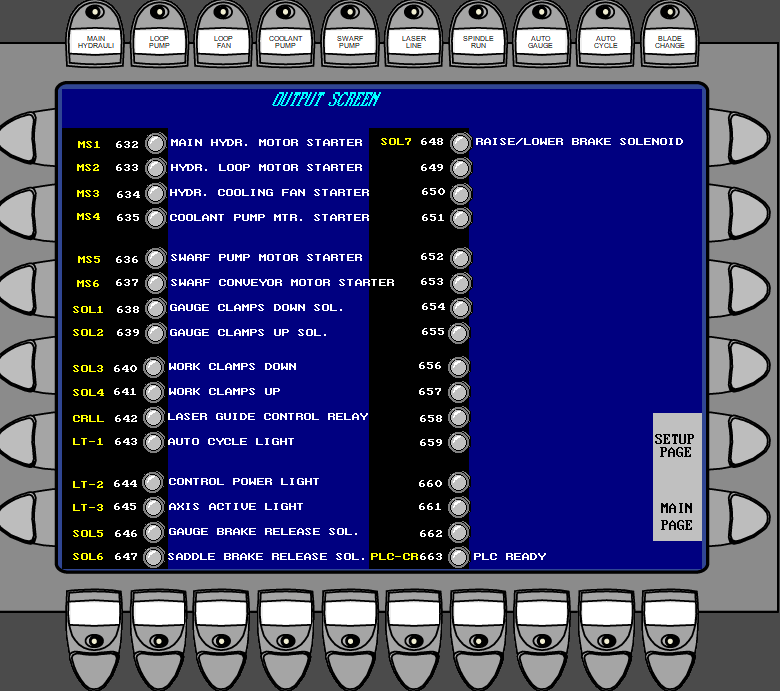 MAIN HYDRAULI
LOOP PUMP
LOOP FAN
COOLANT PUMP
SWARF PUMP
LASER LINE
SPINDLE RUN
AUTO GAUGE
AUTO CYCLE
BLADE CHANGE
OUTPUT SCREEN
MS1 632 MAIN HYDR. MOTOR STARTER
MS2 633 HYDR. LOOP MOTOR STARTER
MS3 634 HYDR. COOLING FAN STARTER
MS4 635 COOLANT PUMP MTR. STARTER
MS5 636 SWARF PUMP MOTOR STARTER
MS6 637 SWARF CONVEYOR MOTOR STARTER
SOL1 638 GAUGE CLAMPS DOWN SOL.
SOL2 639 GAUGE CLAMPS UP SOL.
SOL3 640 WORK CLAMPS DOWN
SOL4 641 WORK CLAMPS UP
CRLL 642 LASER GUIDE CONTROL RELAY
LT-1 643 AUTO CYCLE LIGHT
LT-2 644 CONTROL POWER LIGHT
LT-3 645 AXIS ACTIVE LIGHT
SOL5 646 GAUGE BRAKE RELEASE SOL.
SOL6 647 SADDLE BRAKE RELEASE SOL.
SOL7 648 RAISE/LOWER BRAKE SOLENOID
649
650
651
652
653
654
655
656
657
658
659
660
661
662
PLC-CR663 PLC READY
SETUP
PAGE
MAIN
PAGE